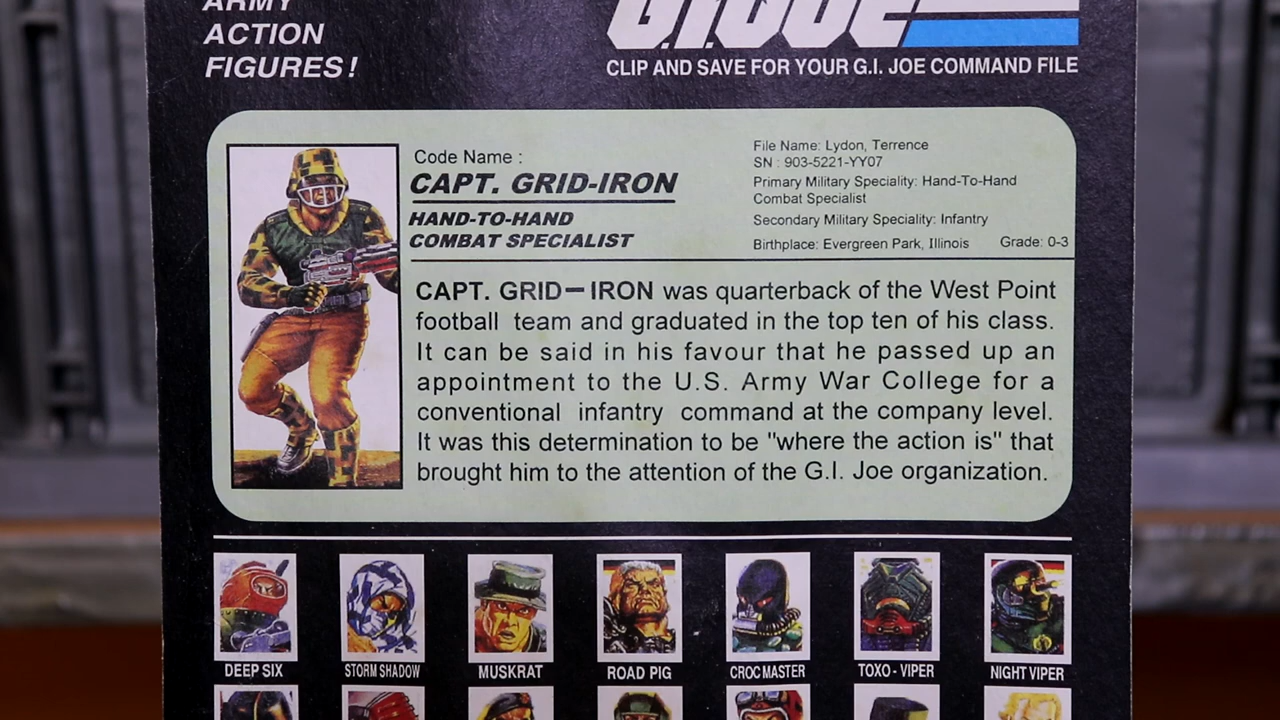 ARMY
ACTION
FIGURES!
G.I. JOE
CLIP AND SAVE FOR YOUR G.I. JOE COMMAND FILE
Code Name :
CAPT. GRID-IRON
HAND-TO-HAND
COMBAT SPECIALIST
File Name: Lydon, Terrence
SN : 903-5221-YY07
Primary Military Speciality: Hand-To-Hand
Combat Specialist
Secondary Military Speciality: Infantry
Birthplace: Evergreen Park, Illinois Grade: 0-3
CAPT. GRID–IRON was quarterback of the West Point
football team and graduated in the top ten of his class.
It can be said in his favour that he passed up an
appointment to the U.S. Army War College for a
conventional infantry command at the company level.
It was this determination to be "where the action is" that
brought him to the attention of the G.I. Joe organization.
DEEP SIX STORM SHADOW MUSKRAT ROAD PIG CROC MASTER TOXO - VIPER NIGHT VIPER